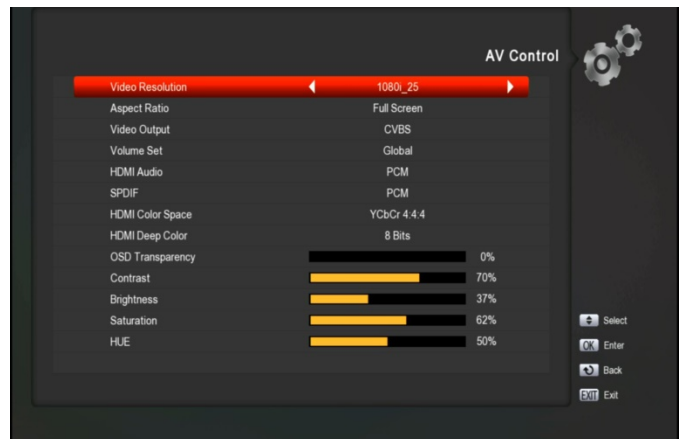 AV Control
Video Resolution 1080i_25
Aspect Ratio Full Screen
Video Output CVBS
Volume Set Global
HDMI Audio PCM
SPDIF PCM
HDMI Color Space YCbCr 4:4:4
HDMI Deep Color 8 Bits
OSD Transparency 0%
Contrast 70%
Brightness 37%
Saturation 62%
HUE 50%
Select
OK Enter
Back
EXIT Exit